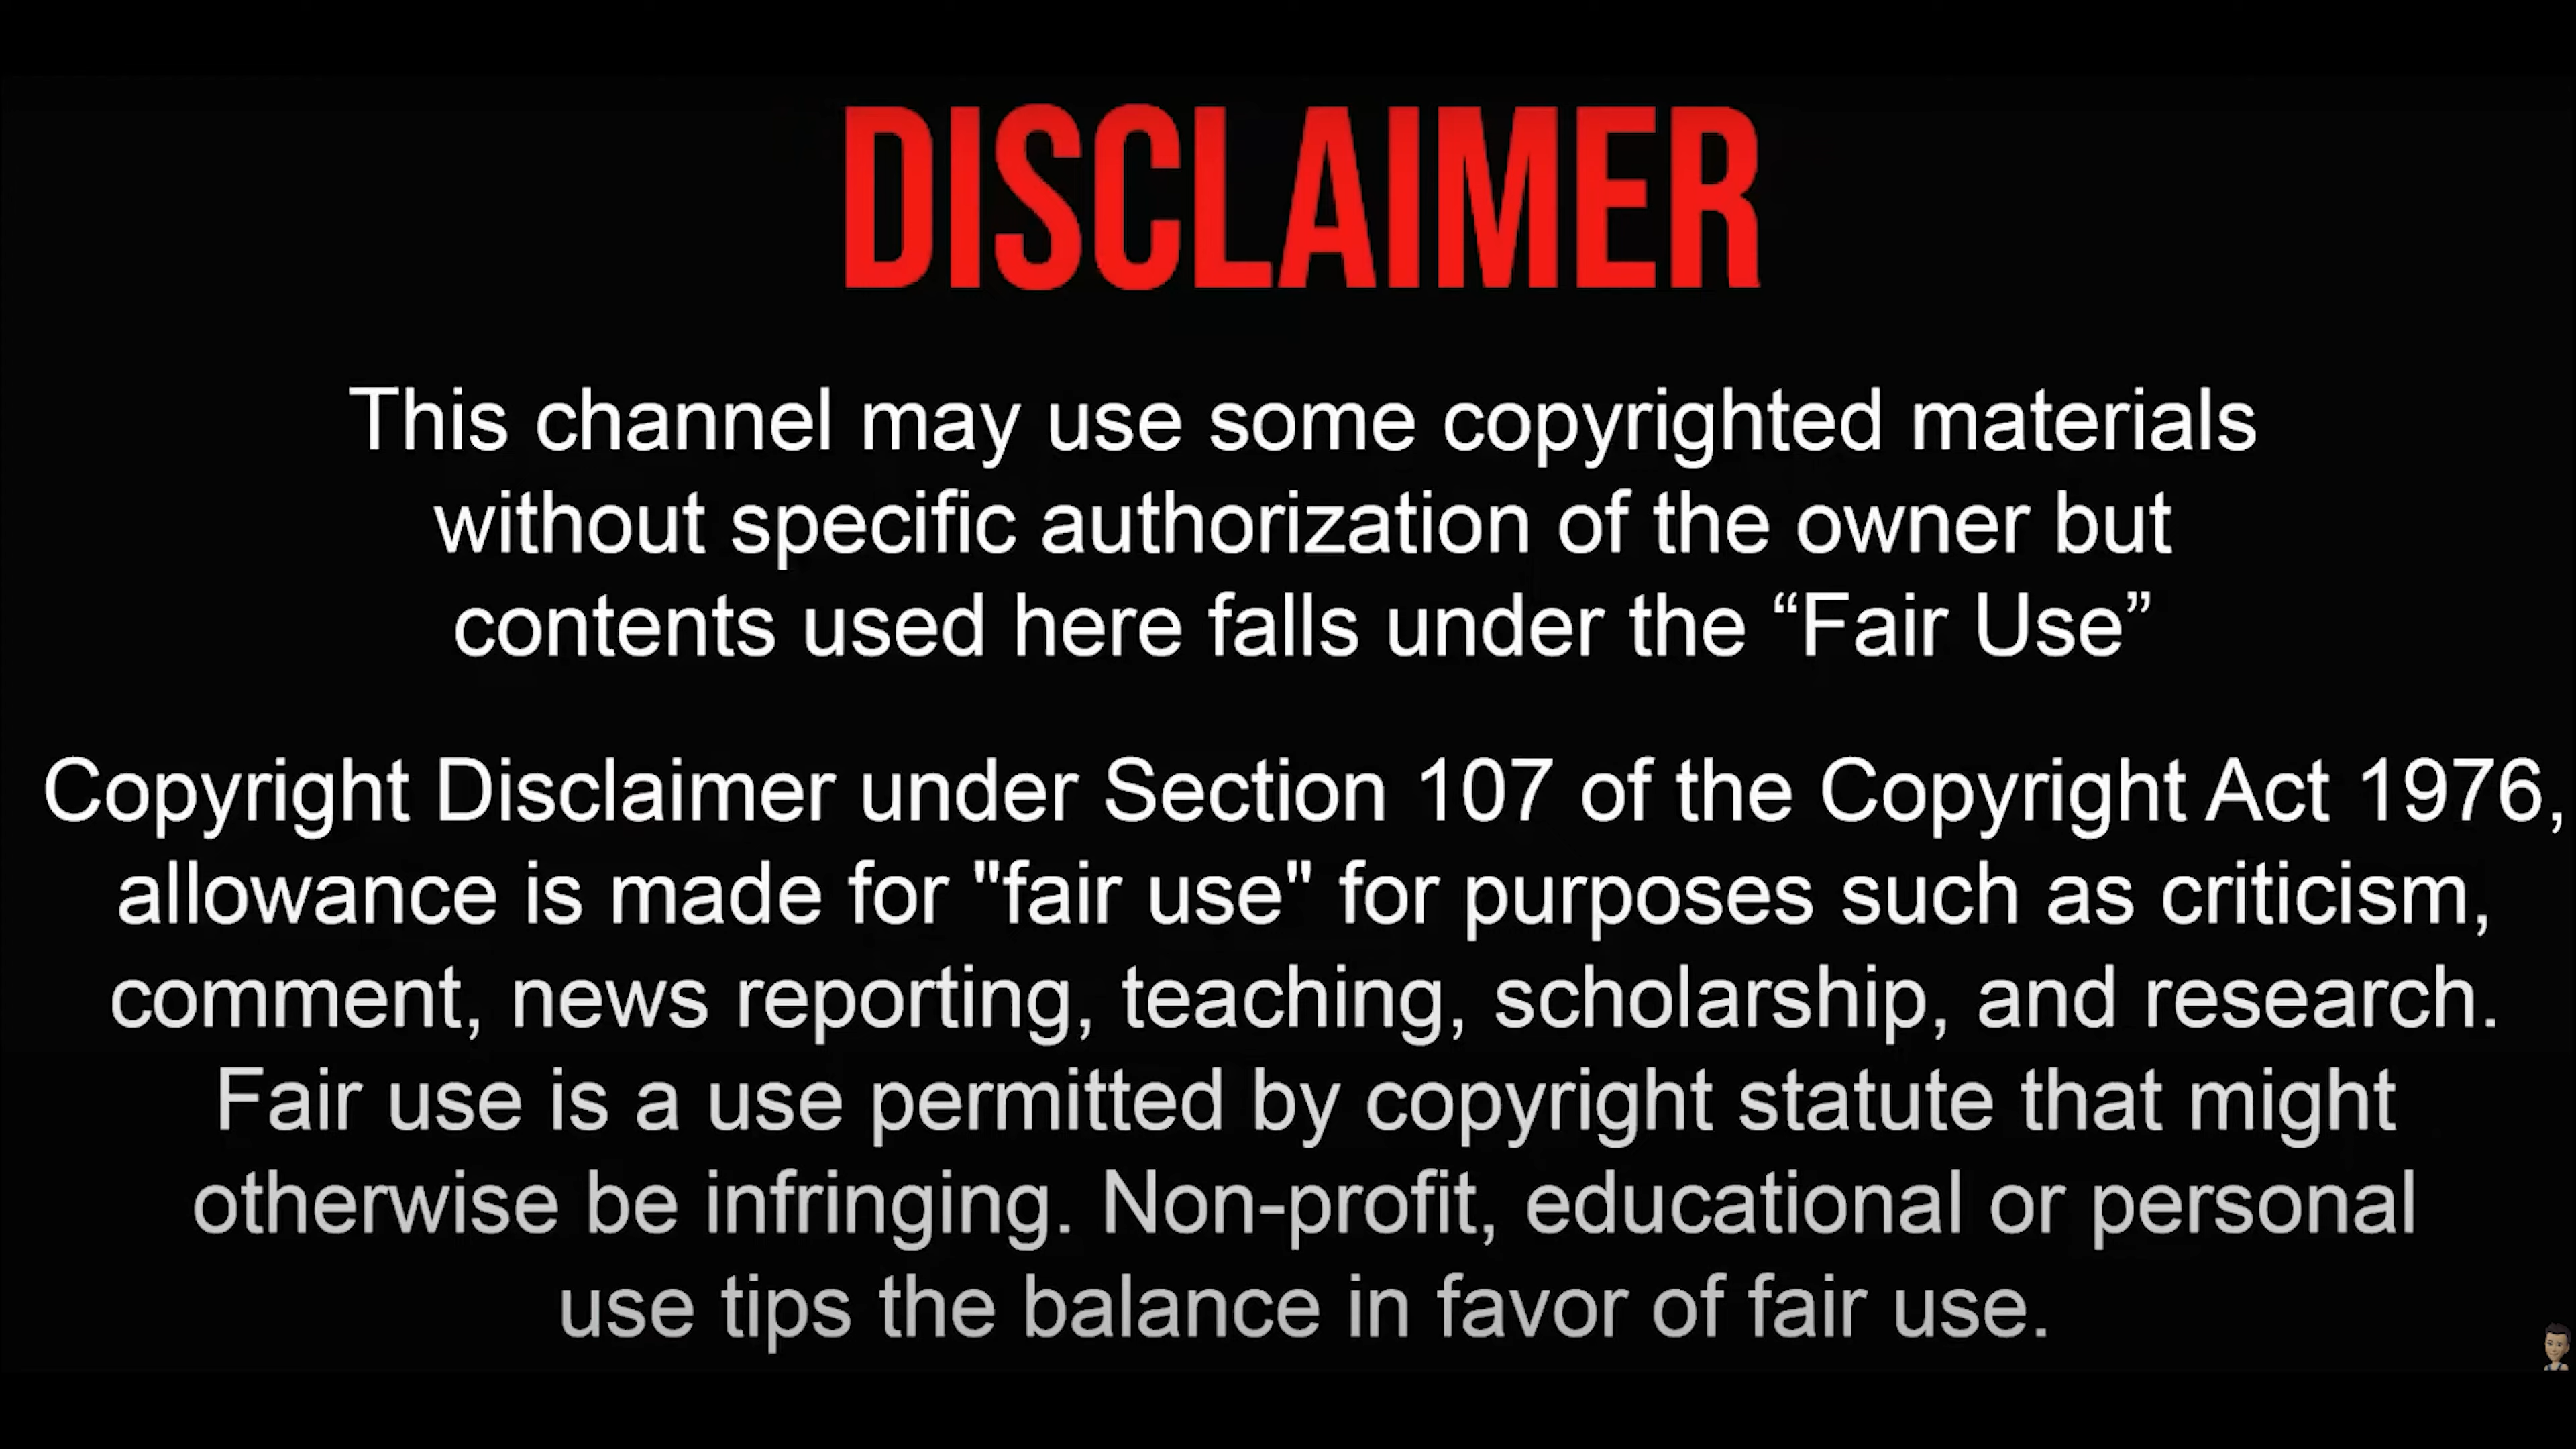 DISCLAIMER
This channel may use some copyrighted materials
without specific authorization of the owner but
contents used here falls under the “Fair Use”
Copyright Disclaimer under Section 107 of the Copyright Act 1976,
allowance is made for "fair use" for purposes such as criticism,
comment, news reporting, teaching, scholarship, and research.
Fair use is a use permitted by copyright statute that might
otherwise be infringing. Non-profit, educational or personal
use tips the balance in favor of fair use.